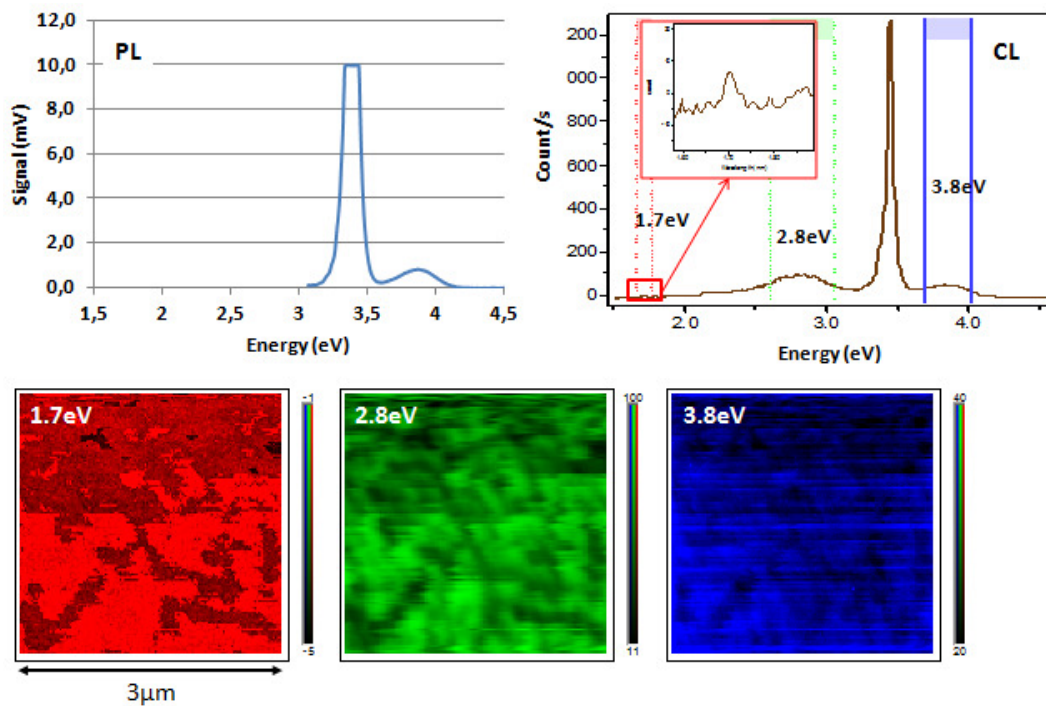 PL
12,0
10,0
8,0
6,0
4,0
2,0
0,0
Signal (mV)
1,5
2
2,5
3
3,5
4
4,5
Energy (eV)
CL
200
000
800
600
400
200
0
Count/s
1.7eV
2.8eV
3.8eV
2.0
3.0
4.0
Energy (eV)
1.7eV
-1
-5
2.8eV
100
11
3.8eV
40
20
3μm